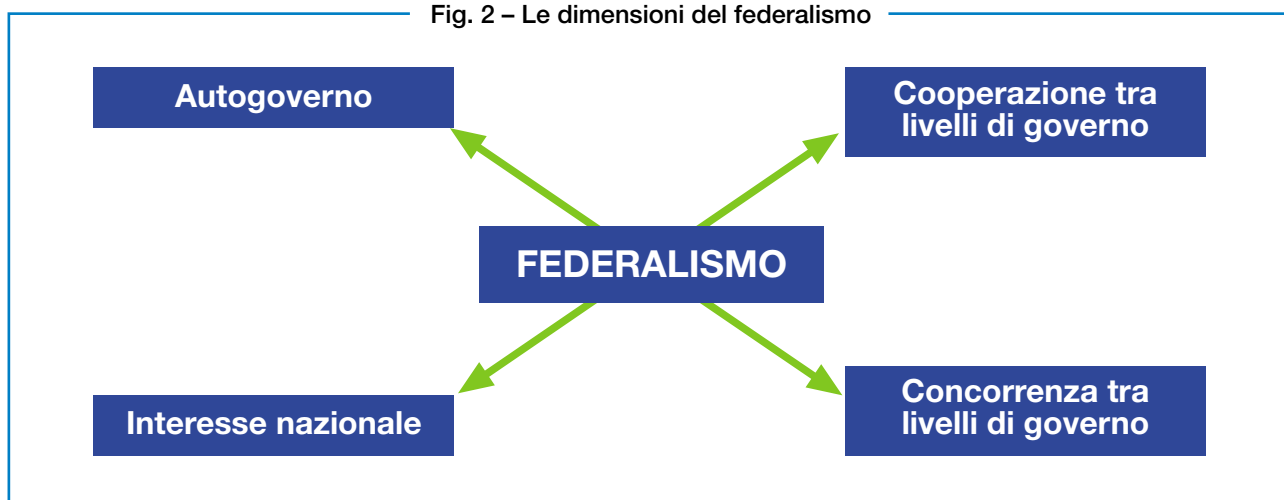 Fig. 2 – Le dimensioni del federalismo
Autogoverno
Cooperazione tra
livelli di governo
FEDERALISMO
Interesse nazionale
Concorrenza tra
livelli di governo